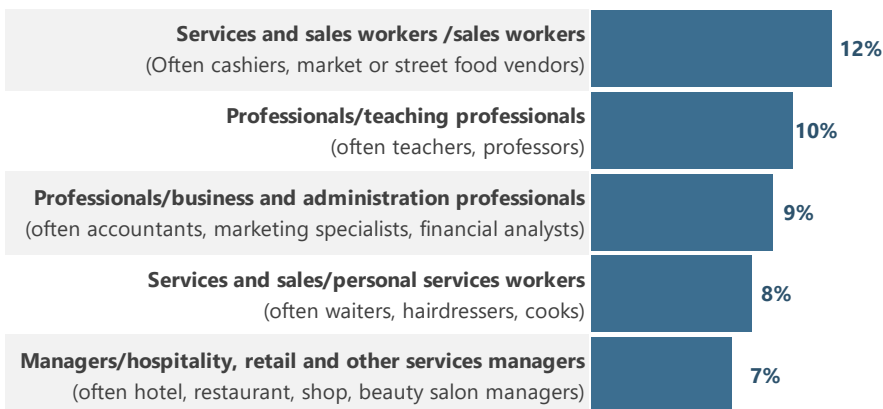 Services and sales workers /sales workers
(Often cashiers, market or street food vendors)
12%
Professionals/teaching professionals
(often teachers, professors)
10%
Professionals/business and administration professionals
(often accountants, marketing specialists, financial analysts)
9%
Services and sales/personal services workers
(often waiters, hairdressers, cooks)
8%
Managers/hospitality, retail and other services managers
(often hotel, restaurant, shop, beauty salon managers)
7%